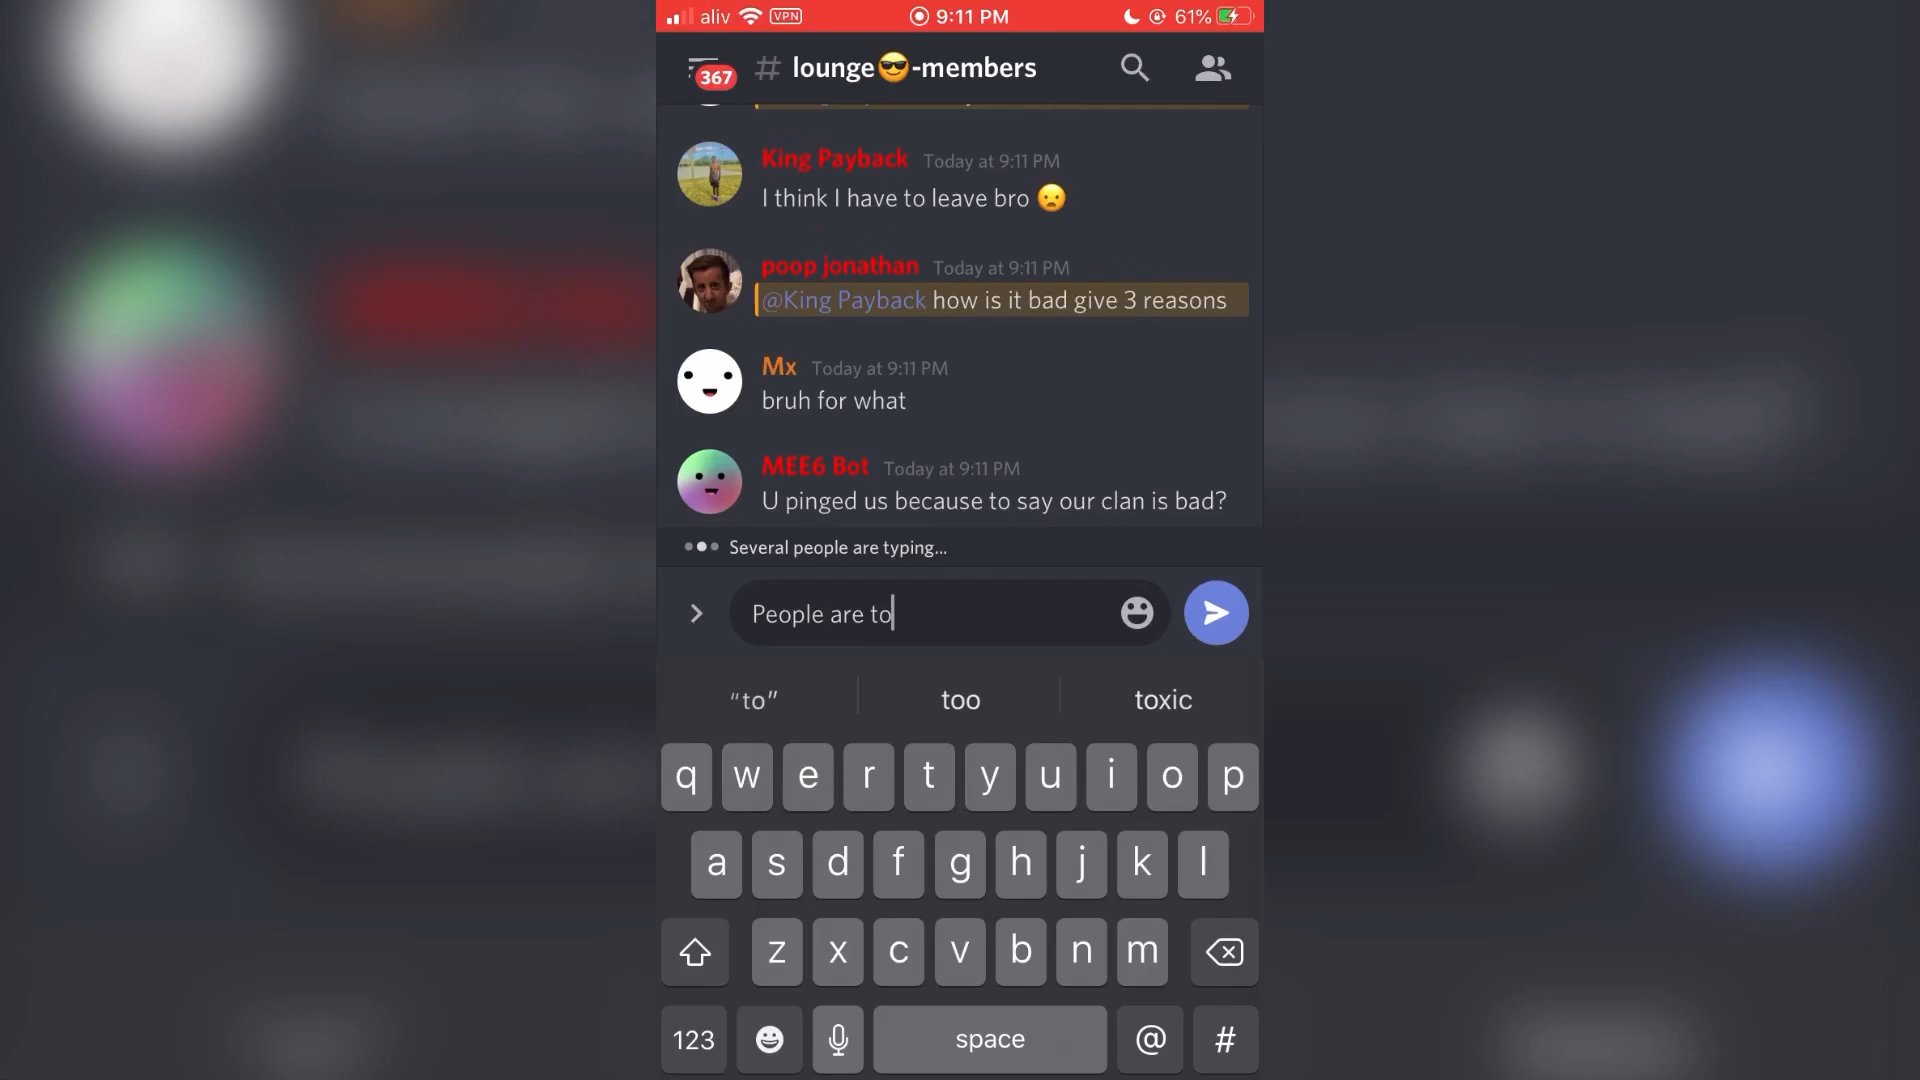 aliv VPN 9:11 PM 61%
367 # lounge😎-members
King Payback Today at 9:11 PM
I think I have to leave bro 😦
poop jonathan Today at 9:11 PM
@King Payback how is it bad give 3 reasons
Mx Today at 9:11 PM
bruh for what
MEE6 Bot Today at 9:11 PM
U pinged us because to say our clan is bad?
Several people are typing...
People are to
“to” too toxic
q w e r t y u i o p
a s d f g h j k l
z x c v b n m
123 space @ #